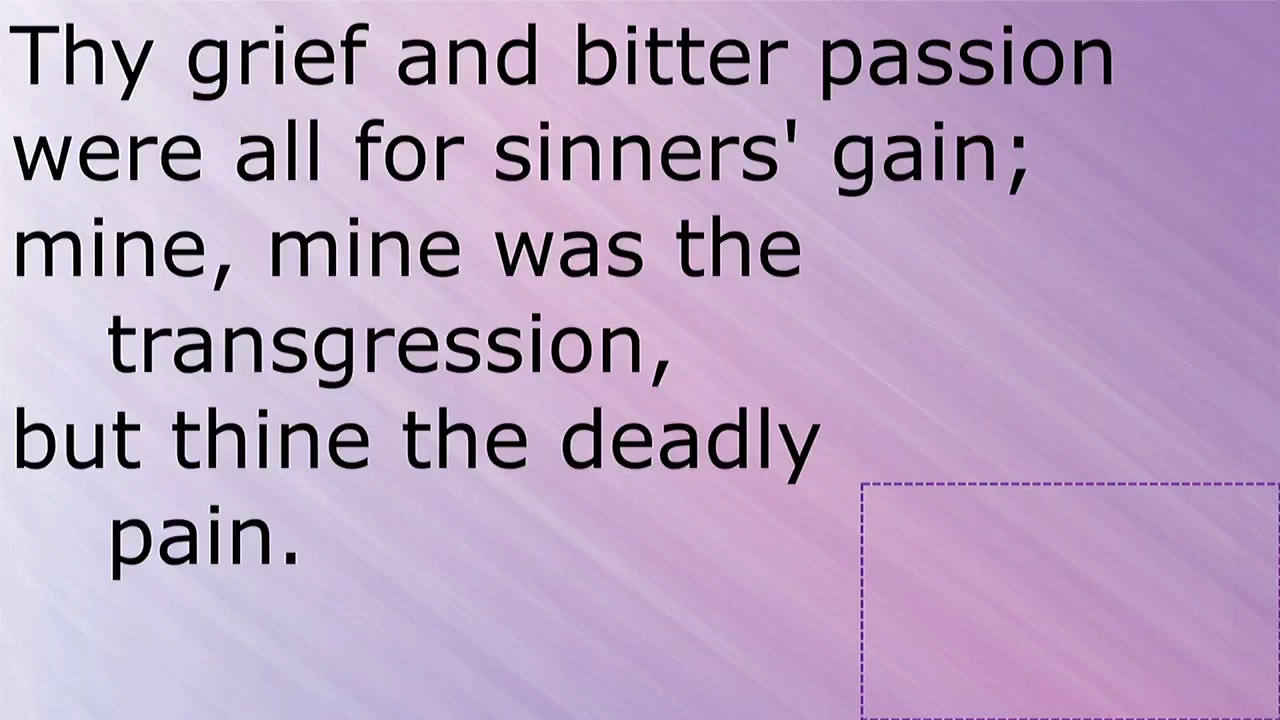 Thy grief and bitter passion
were all for sinners' gain;
mine, mine was the
transgression,
but thine the deadly
pain.